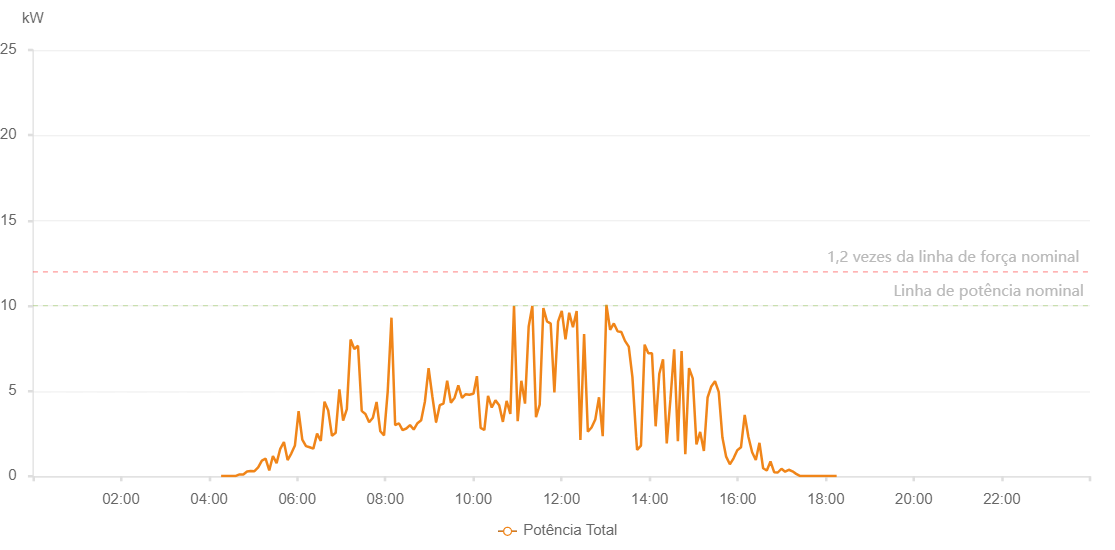 kW
25
20
15
1,2 vezes da linha de força nominal
Linha de potência nominal
10
5
0
02:00 04:00 06:00 08:00 10:00 12:00 14:00 16:00 18:00 20:00 22:00
Potência Total